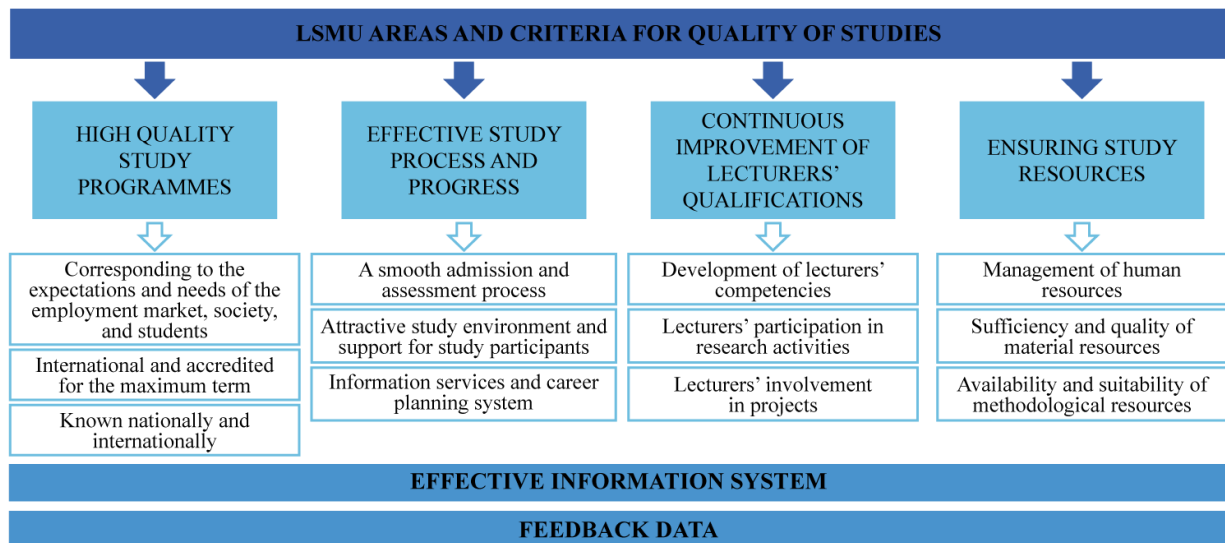 LSMU AREAS AND CRITERIA FOR QUALITY OF STUDIES
HIGH QUALITY
STUDY
PROGRAMMES
Corresponding to the
expectations and needs of the
employment market, society,
and students
International and accredited
for the maximum term
Known nationally and
internationally
EFFECTIVE STUDY
PROCESS AND
PROGRESS
A smooth admission and
assessment process
Attractive study environment and
support for study participants
Information services and career
planning system
CONTINUOUS
IMPROVEMENT OF
LECTURERS’
QUALIFICATIONS
Development of lecturers’
competencies
Lecturers’ participation in
research activities
Lecturers’ involvement
in projects
ENSURING STUDY
RESOURCES
Management of human
resources
Sufficiency and quality of
material resources
Availability and suitability of
methodological resources
EFFECTIVE INFORMATION SYSTEM
FEEDBACK DATA